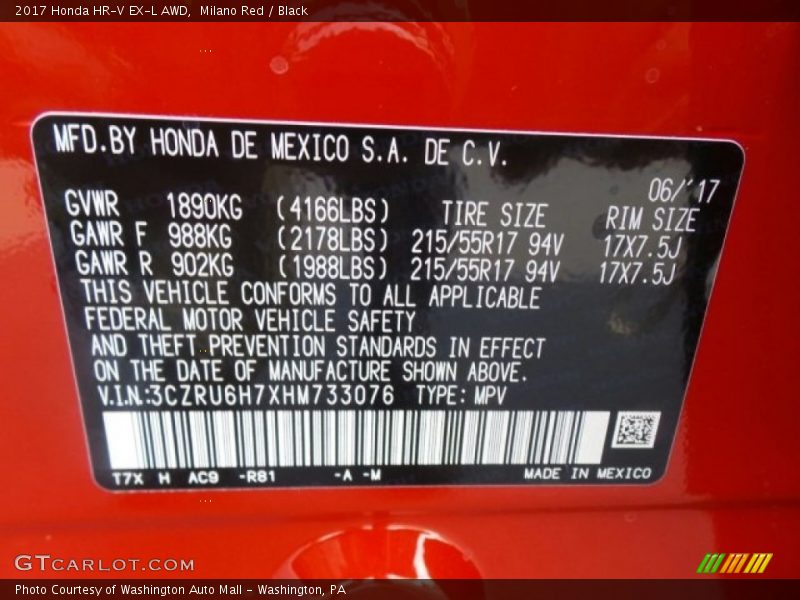 2017 Honda HR-V EX-L AWD, Milano Red / Black
MFD.BY HONDA DE MEXICO S.A. DE C.V.
06/'17
GVWR 1890KG (4166LBS) TIRE SIZE RIM SIZE
GAWR F 988KG (2178LBS) 215/55R17 94V 17X7.5J
GAWR R 902KG (1988LBS) 215/55R17 94V 17X7.5J
THIS VEHICLE CONFORMS TO ALL APPLICABLE
FEDERAL MOTOR VEHICLE SAFETY
AND THEFT PREVENTION STANDARDS IN EFFECT
ON THE DATE OF MANUFACTURE SHOWN ABOVE.
V.I.N:3CZRU6H7XHM733076 TYPE: MPV
T7X H AC9 -R81 -A -M MADE IN MEXICO
GTCARLOT.COM
Photo Courtesy of Washington Auto Mall - Washington, PA